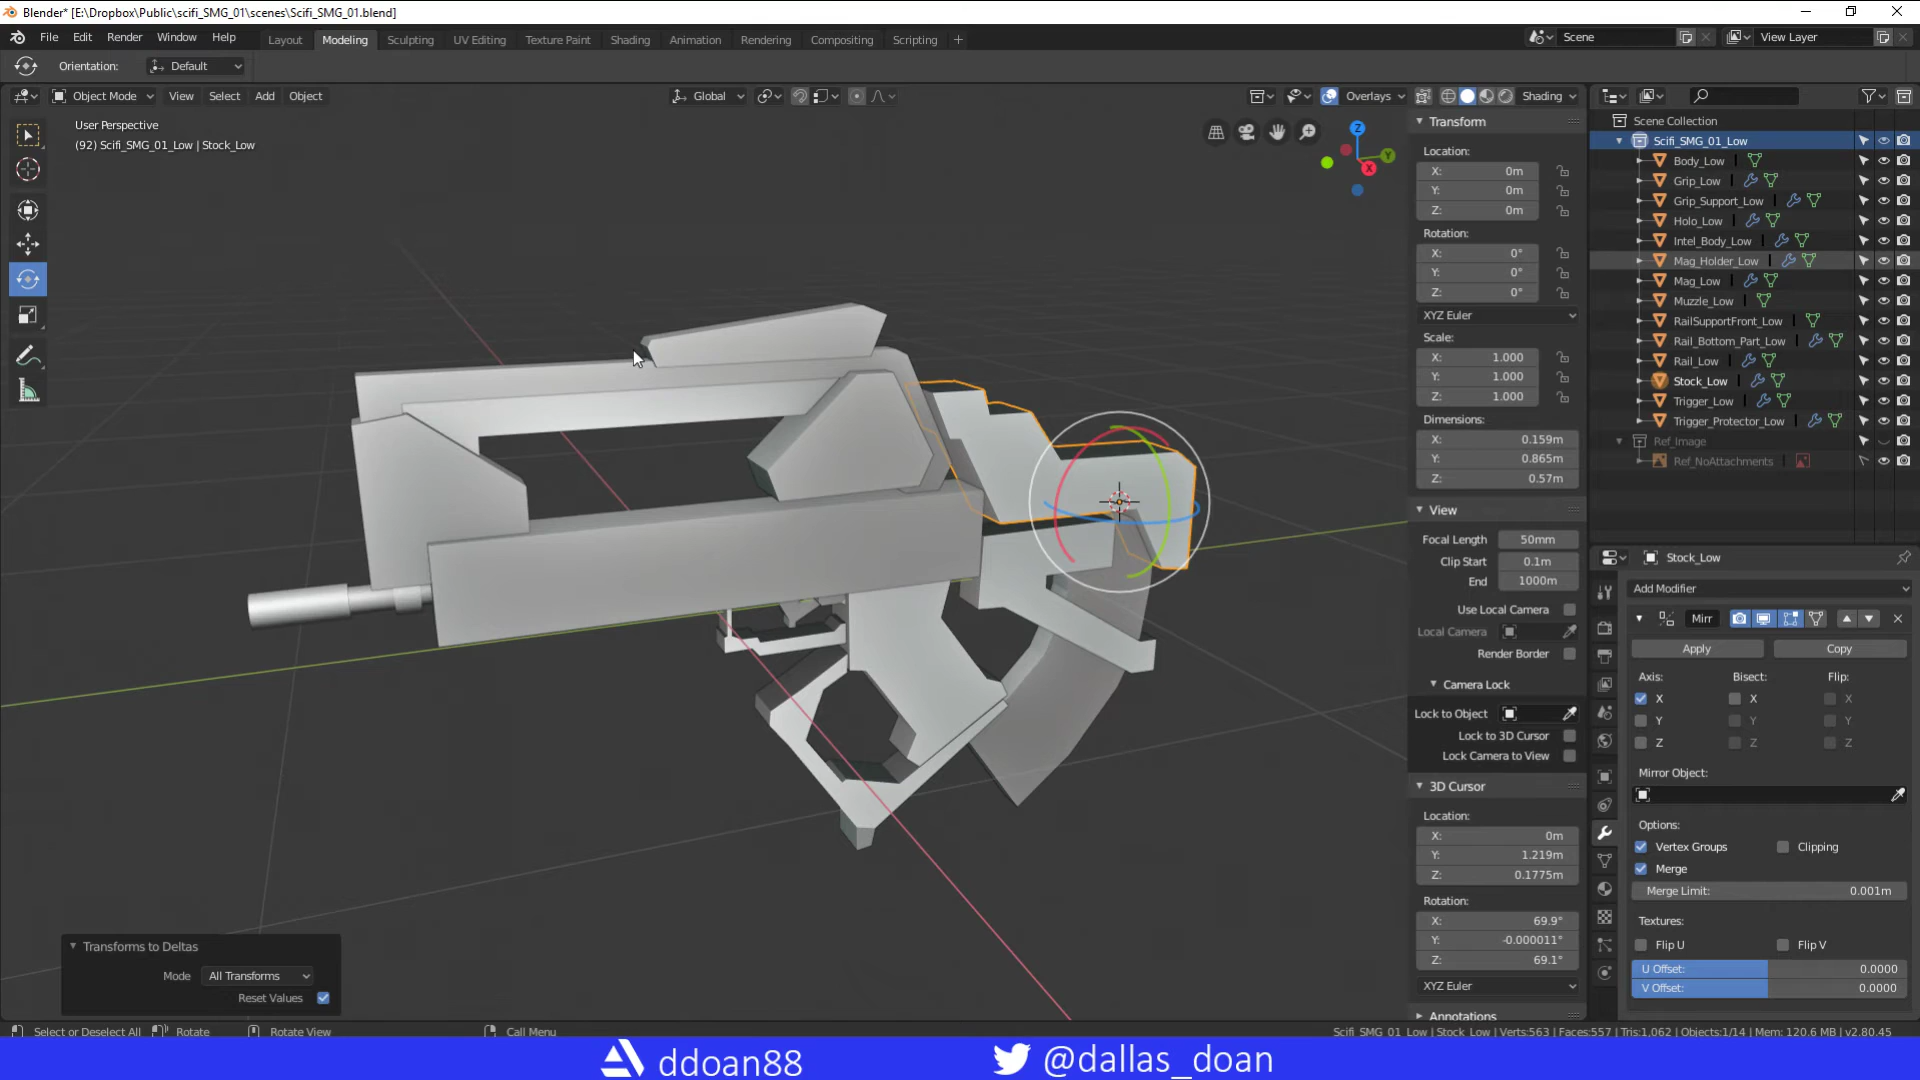 Blender* [E:\Dropbox\Public\scifi_SMG_01\scenes\Scifi_SMG_01.blend]
File Edit Render Window Help Layout Modeling Sculpting UV Editing Texture Paint Shading Animation Rendering Compositing Scripting + Scene View Layer
Orientation: Default
Object Mode View Select Add Object Global Overlays Shading
User Perspective
(92) Scifi_SMG_01_Low | Stock_Low
Z
Y
X
Transform
Location:
X: 0m
Y: 0m
Z: 0m
Rotation:
X: 0°
Y: 0°
Z: 0°
XYZ Euler
Scale:
X: 1.000
Y: 1.000
Z: 1.000
Dimensions:
X: 0.159m
Y: 0.865m
Z: 0.57m
View
Focal Length 50mm
Clip Start 0.1m
End 1000m
Use Local Camera
Local Camera
Render Border
Camera Lock
Lock to Object
Lock to 3D Cursor
Lock Camera to View
3D Cursor
Location:
X: 0m
Y: 1.219m
Z: 0.1775m
Rotation:
X: 69.9°
Y: -0.000011°
Z: 69.1°
XYZ Euler
Annotations
Scene Collection
Scifi_SMG_01_Low
Body_Low
Grip_Low
Grip_Support_Low
Holo_Low
Intel_Body_Low
Mag_Holder_Low
Mag_Low
Muzzle_Low
RailSupportFront_Low
Rail_Bottom_Part_Low
Rail_Low
Stock_Low
Trigger_Low
Trigger_Protector_Low
Ref_Image
Ref_NoAttachments
Stock_Low
Add Modifier
Mirr
Apply Copy
Axis: Bisect: Flip:
X X X
Y Y Y
Z Z Z
Mirror Object:
Options:
Vertex Groups Clipping
Merge
Merge Limit: 0.001m
Textures:
Flip U Flip V
U Offset: 0.0000
V Offset: 0.0000
Transforms to Deltas
Mode All Transforms
Reset Values
Select or Deselect All Rotate Rotate View Call Menu Scifi_SMG_01_Low | Stock_Low | Verts:563 | Faces:557 | Tris:1,062 | Objects:1/14 | Mem: 120.6 MB | v2.80.45
ddoan88 @dallas_doan